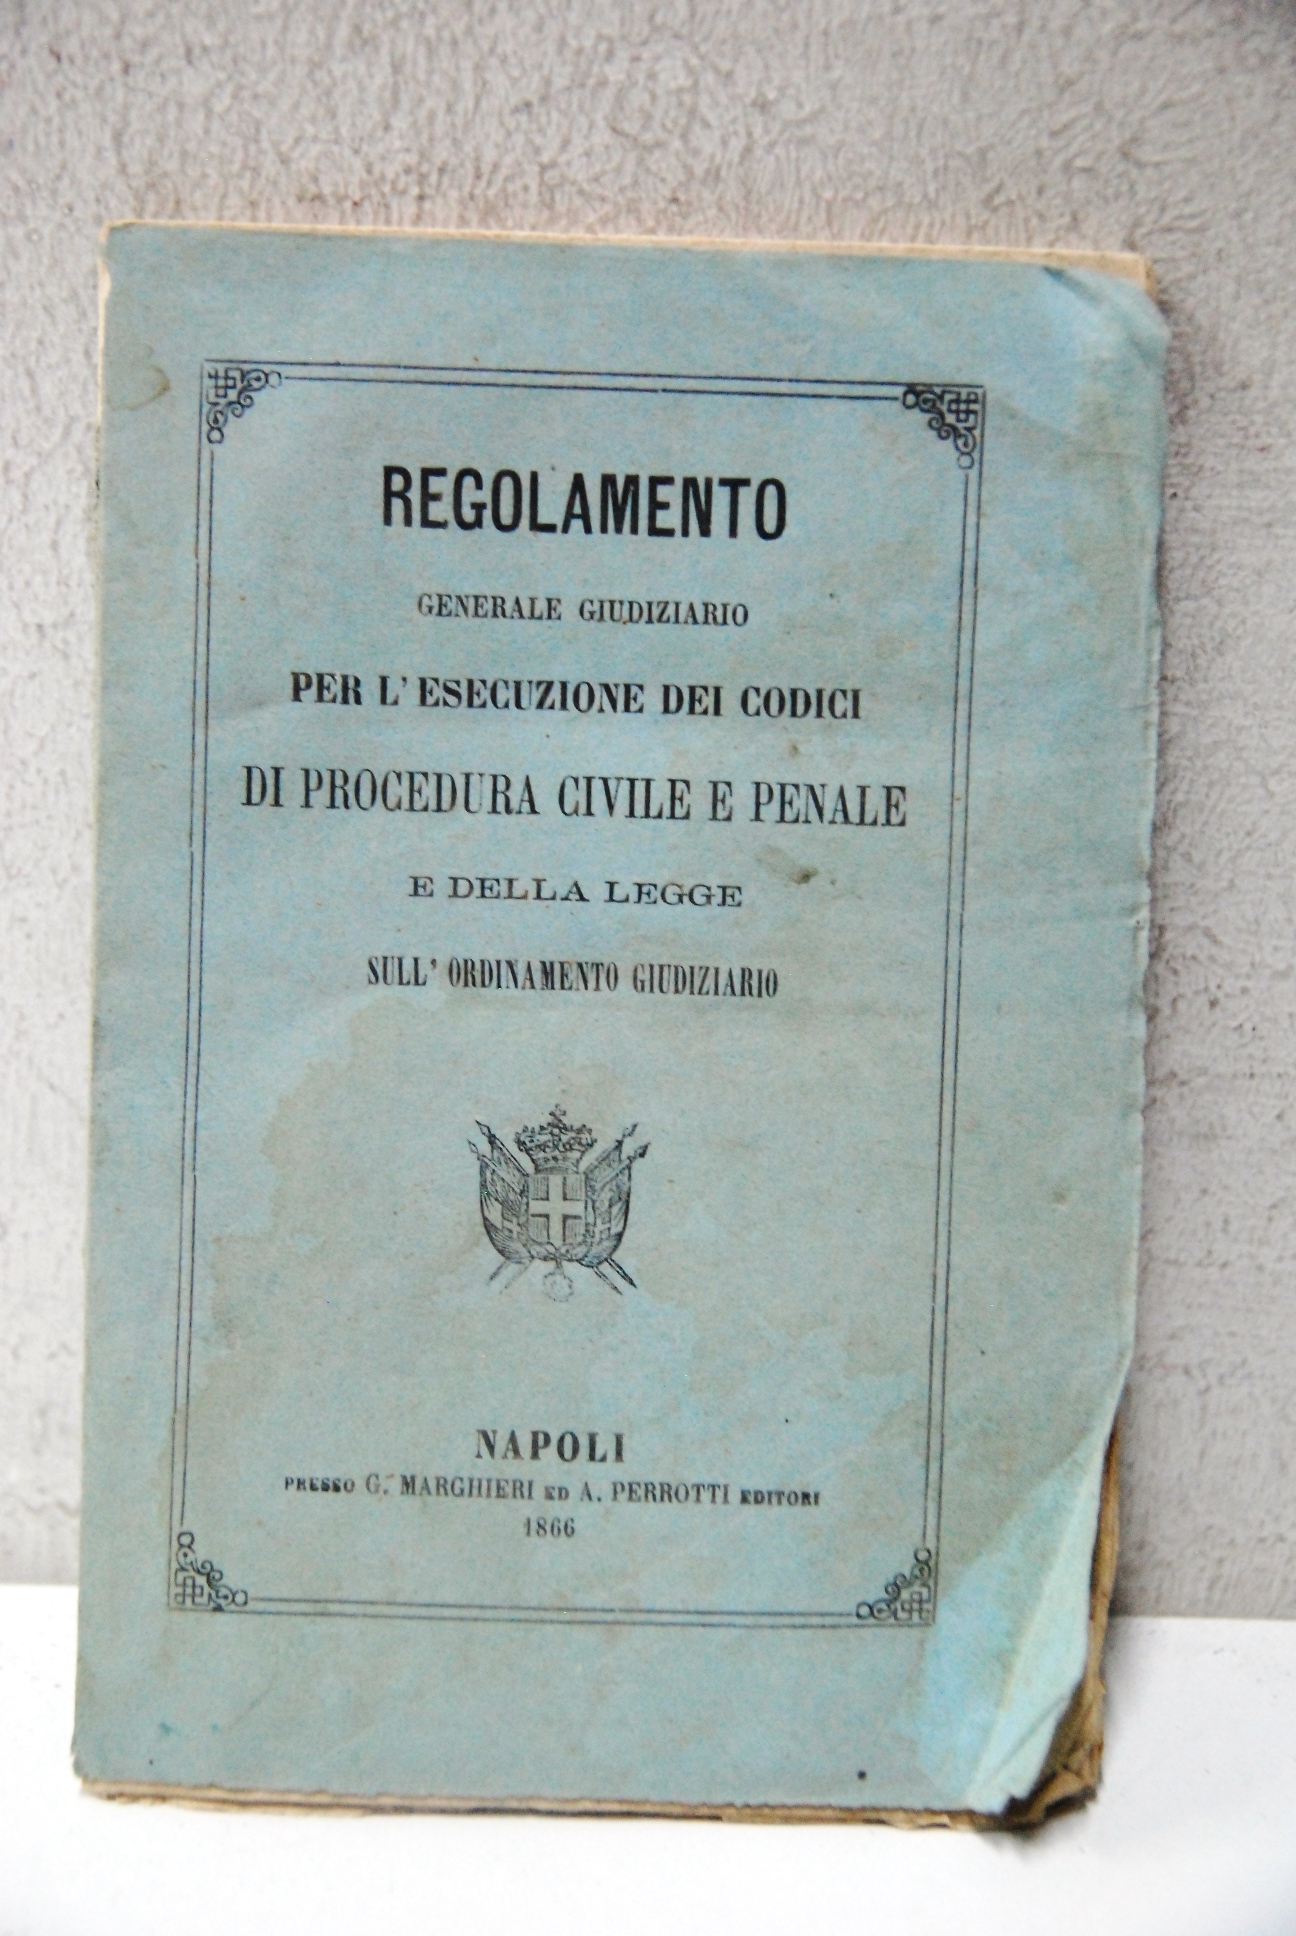 REGOLAMENTO
GENERALE GIUDIZIARIO
PER L' ESECUZIONE DEI CODICI
DI PROCEDURA CIVILE E PENALE
E DELLA LEGGE
SULL' ORDINAMENTO GIUDIZIARIO
NAPOLI
PRESSO G. MARGHIERI ED A. PERROTTI EDITORI
1866